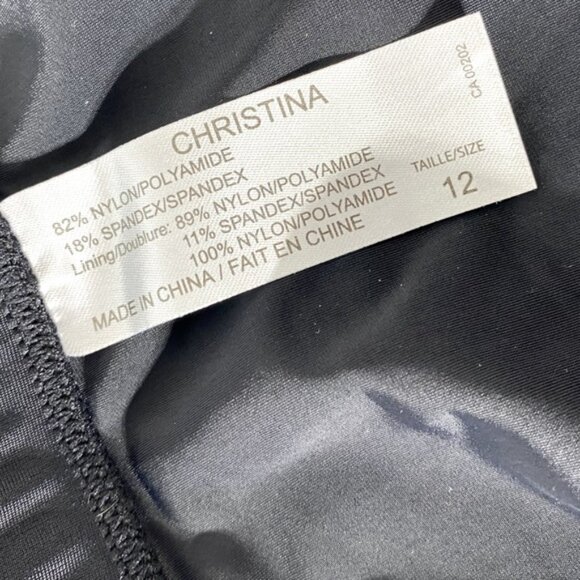 CHRISTINA
82% NYLON/POLYAMIDE
18% SPANDEX/SPANDEX
Lining/Doublure: 89% NYLON/POLYAMIDE
11% SPANDEX/SPANDEX
100% NYLON/POLYAMIDE
MADE IN CHINA / FAIT EN CHINE
TAILLE/SIZE
12
CA 00202